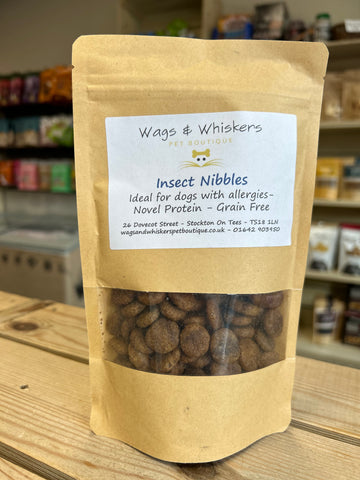 Wags & Whiskers
PET BOUTIQUE
Insect Nibbles
Ideal for dogs with allergies-
Novel Protein - Grain Free
26 Dovecot Street - Stockton On Tees - TS18 1LN
wagsandwhiskerspetboutique.co.uk - 01642 903950